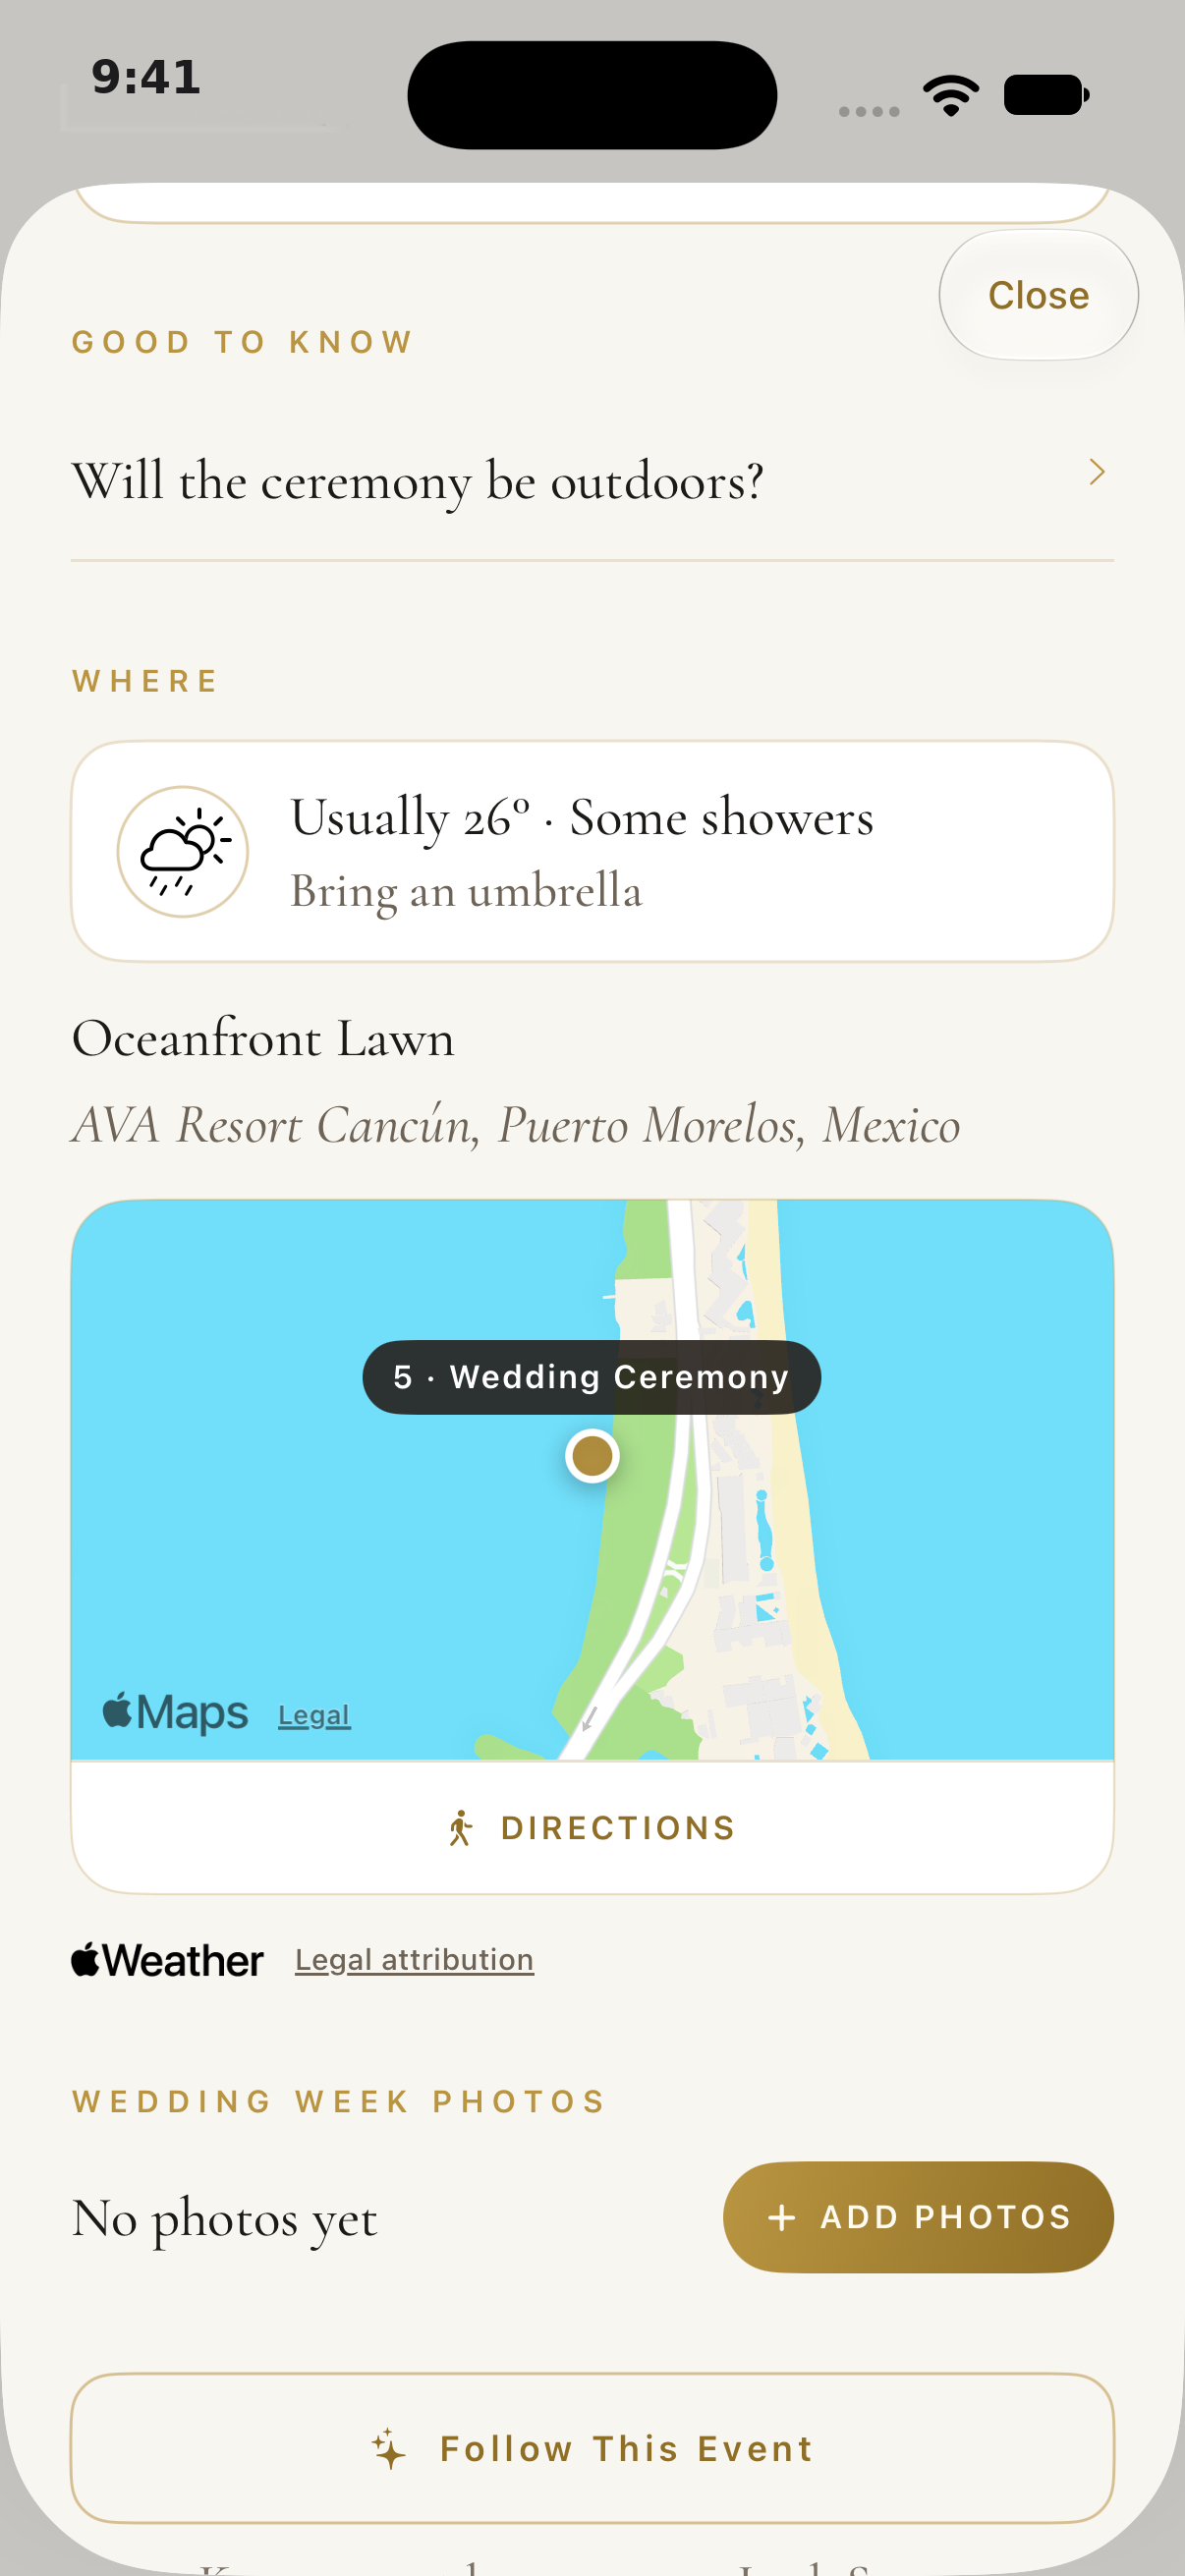 9:41
Close
GOOD TO KNOW
Will the ceremony be outdoors?
WHERE
Usually 26° · Some showers
Bring an umbrella
Oceanfront Lawn
AVA Resort Cancún, Puerto Morelos, Mexico
5 · Wedding Ceremony
Maps Legal
DIRECTIONS
Weather Legal attribution
WEDDING WEEK PHOTOS
No photos yet
+ ADD PHOTOS
Follow This Event